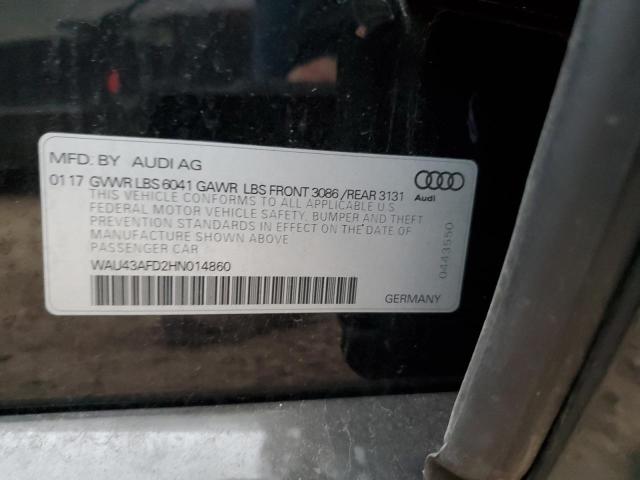 MFD. BY AUDI AG
01 17 GVWR LBS 6041 GAWR LBS FRONT 3086 /REAR 3131
THIS VEHICLE CONFORMS TO ALL APPLICABLE U.S
FEDERAL MOTOR VEHICLE SAFETY, BUMPER AND THEFT
PREVENTION STANDARDS IN EFFECT ON THE DATE OF
MANUFACTURE SHOWN ABOVE
PASSENGER CAR
WAU43AFD2HN014860
Audi
0443550
GERMANY